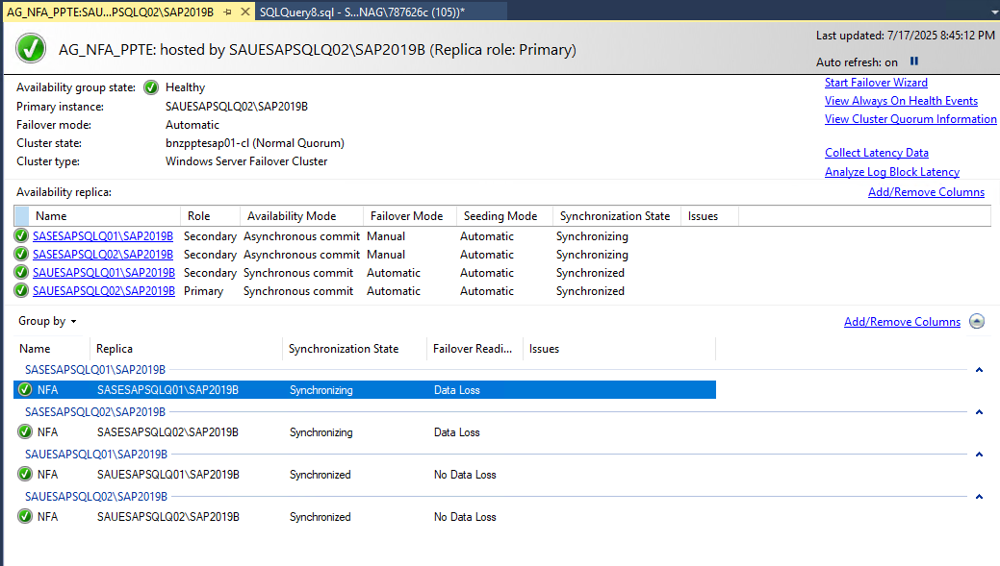 AG_NFA_PPTE:SAU...PSQLQ02\SAP2019B SQLQuery8.sql - S...NAG\787626c (105))*
AG_NFA_PPTE: hosted by SAUESAPSQLQ02\SAP2019B (Replica role: Primary)
Last updated: 7/17/2025 8:45:12 PM
Auto refresh: on
Availability group state: Healthy
Primary instance: SAUESAPSQLQ02\SAP2019B
Failover mode: Automatic
Cluster state: bnzpptesap01-cl (Normal Quorum)
Cluster type: Windows Server Failover Cluster
Start Failover Wizard
View Always On Health Events
View Cluster Quorum Information
Collect Latency Data
Analyze Log Block Latency
Availability replica: Add/Remove Columns
Name Role Availability Mode Failover Mode Seeding Mode Synchronization State Issues
SASESAPSQLQ01\SAP2019B Secondary Asynchronous commit Manual Automatic Synchronizing
SASESAPSQLQ02\SAP2019B Secondary Asynchronous commit Manual Automatic Synchronizing
SAUESAPSQLQ01\SAP2019B Secondary Synchronous commit Automatic Automatic Synchronized
SAUESAPSQLQ02\SAP2019B Primary Synchronous commit Automatic Automatic Synchronized
Group by Add/Remove Columns
Name Replica Synchronization State Failover Readi... Issues
SASESAPSQLQ01\SAP2019B
NFA SASESAPSQLQ01\SAP2019B Synchronizing Data Loss
SASESAPSQLQ02\SAP2019B
NFA SASESAPSQLQ02\SAP2019B Synchronizing Data Loss
SAUESAPSQLQ01\SAP2019B
NFA SAUESAPSQLQ01\SAP2019B Synchronized No Data Loss
SAUESAPSQLQ02\SAP2019B
NFA SAUESAPSQLQ02\SAP2019B Synchronized No Data Loss